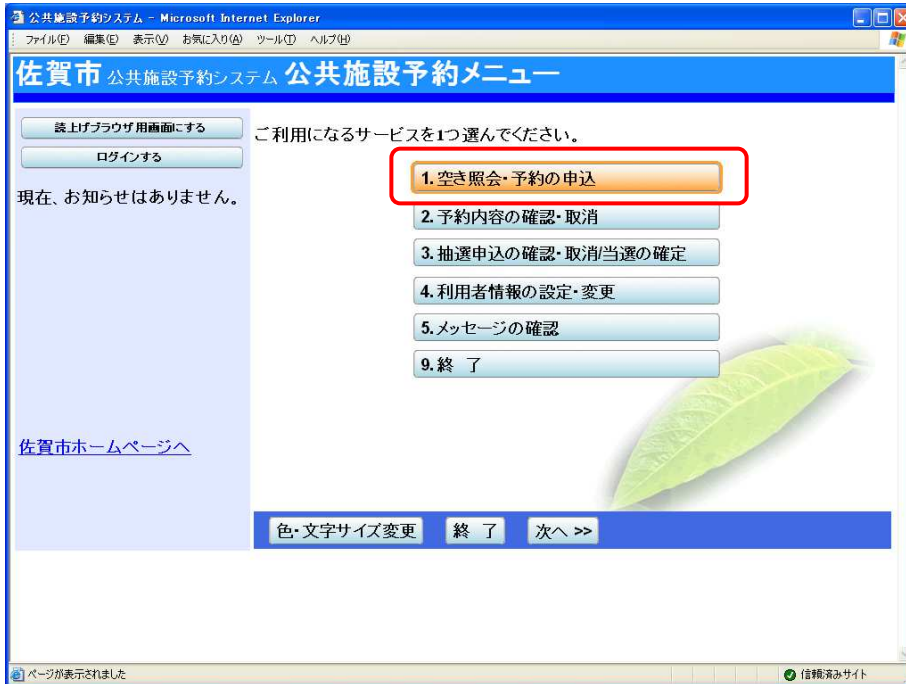 公共施設予約システム - Microsoft Internet Explorer
ファイル(F) 編集(E) 表示(V) お気に入り(A) ツール(T) ヘルプ(H)
佐賀市 公共施設予約システム 公共施設予約メニュー
読上げブラウザ用画面にする
ログインする
現在、お知らせはありません。
佐賀市ホームページへ
ご利用になるサービスを1つ選んでください。
1.空き照会・予約の申込
2.予約内容の確認・取消
3.抽選申込の確認・取消/当選の確定
4.利用者情報の設定・変更
5.メッセージの確認
9.終 了
色・文字サイズ変更 終 了 次へ >>
ページが表示されました 信頼済みサイト